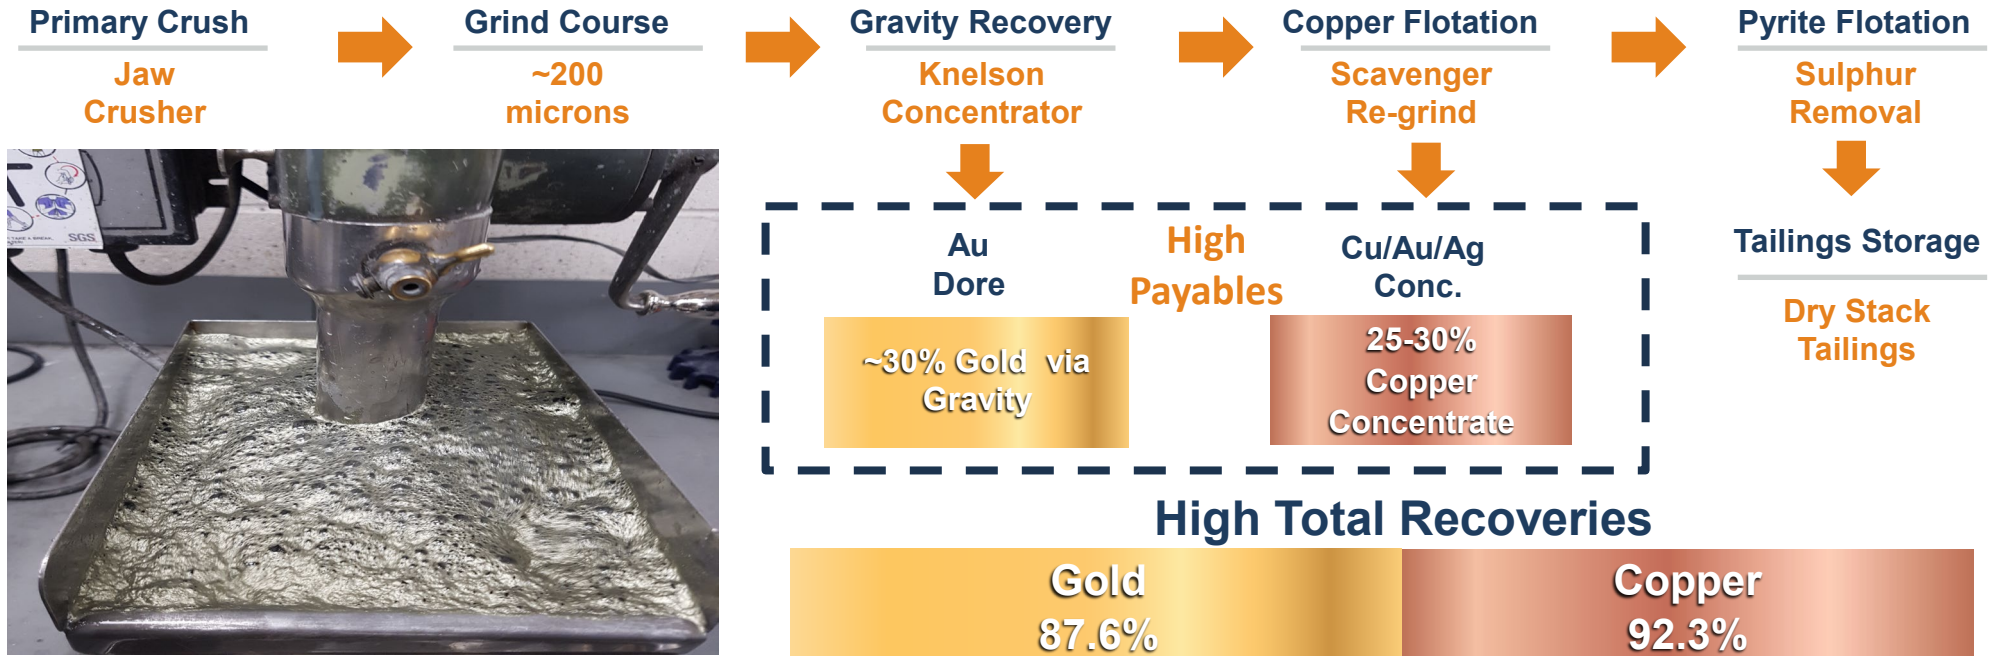 Primary Crush
Jaw
Crusher
Grind Course
~200
microns
Gravity Recovery
Knelson
Concentrator
Copper Flotation
Scavenger
Re-grind
Pyrite Flotation
Sulphur
Removal
SGS
Au
Dore
High
Payables
Cu/Au/Ag
Conc.
~30% Gold via
Gravity
25-30%
Copper
Concentrate
Tailings Storage
Dry Stack
Tailings
High Total Recoveries
Gold
87.6%
Copper
92.3%